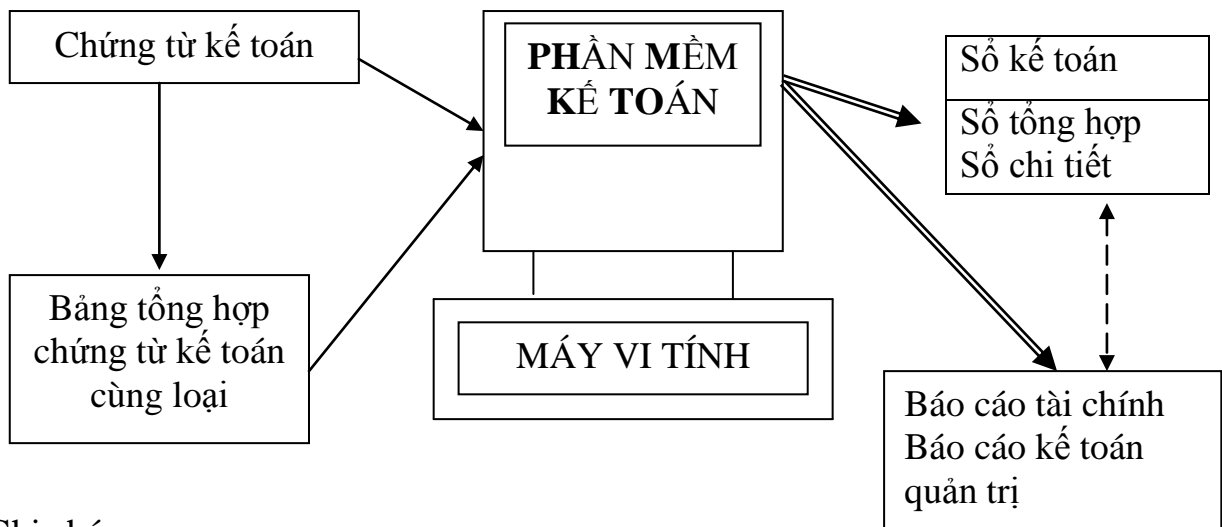 Chứng từ kế toán
PHẦN MỀM
KẾ TOÁN
Sổ kế toán
Sổ tổng hợp
Sổ chi tiết
Bảng tổng hợp
chứng từ kế toán
cùng loại
MÁY VI TÍNH
Báo cáo tài chính
Báo cáo kế toán
quản trị